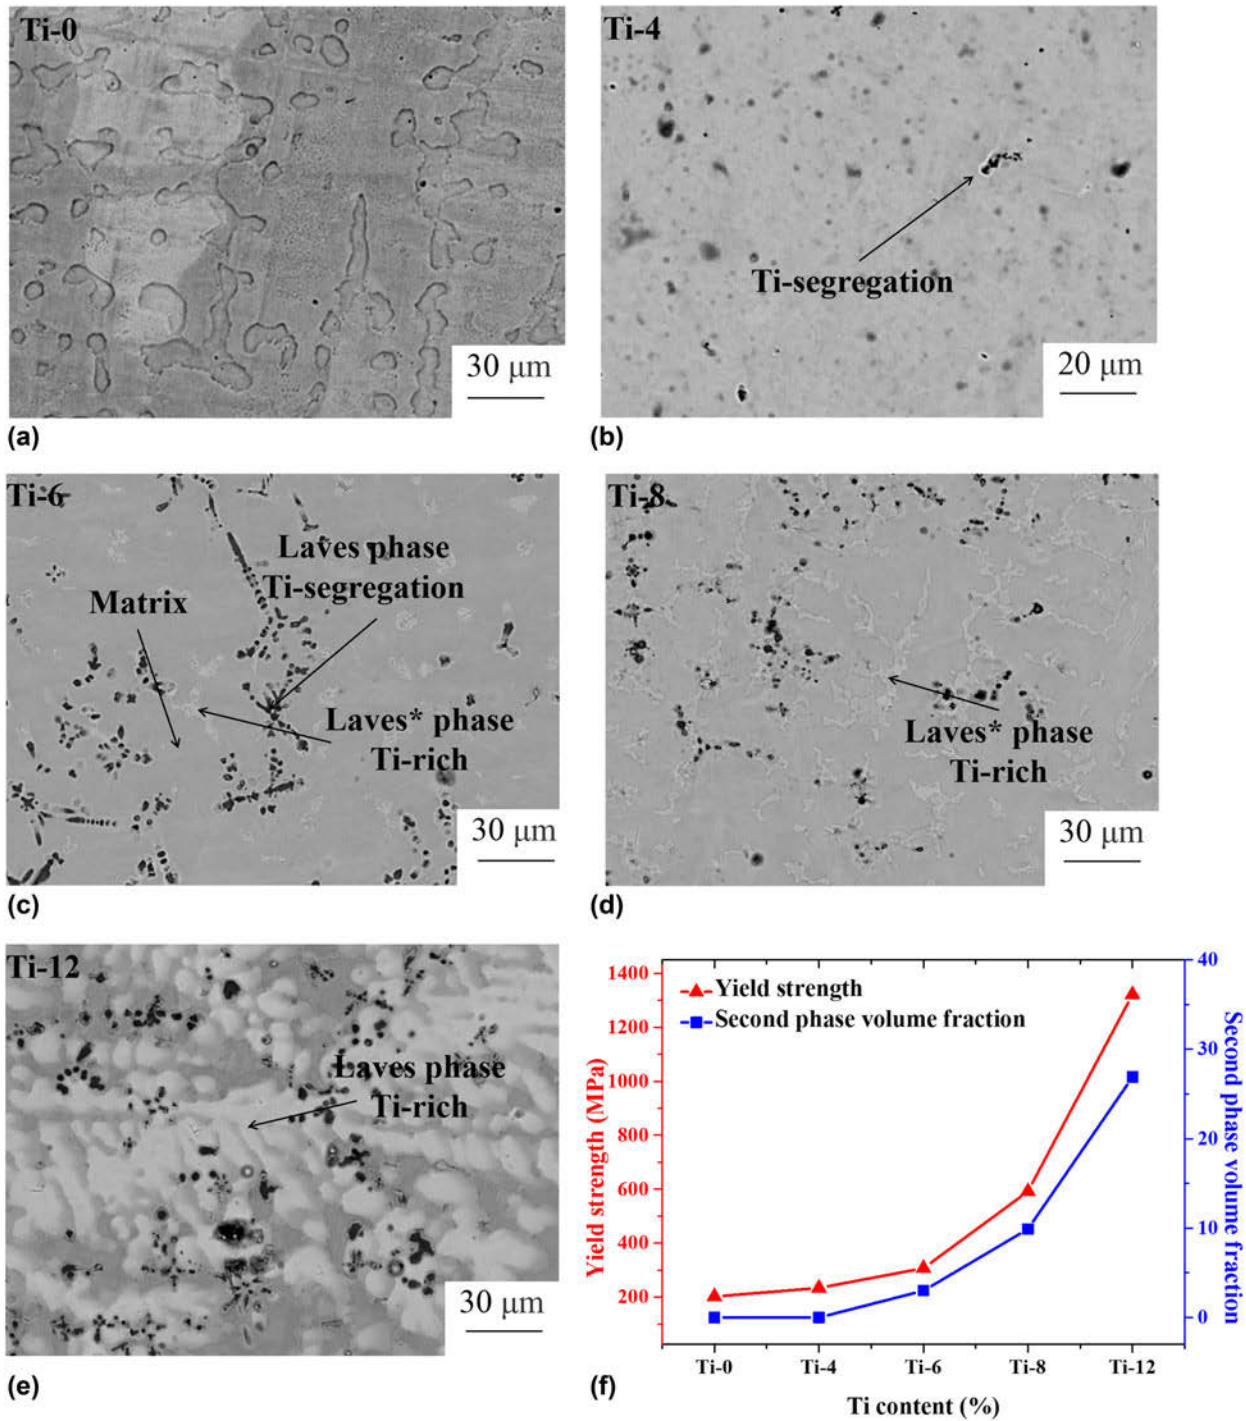 Ti-0
30 μm
(a)
Ti-4
Ti-segregation
20 μm
(b)
Ti-6
Laves phase
Ti-segregation
Matrix
Laves* phase
Ti-rich
30 μm
(c)
Ti-8
Laves* phase
Ti-rich
30 μm
(d)
Ti-12
Laves phase
Ti-rich
30 μm
(e)
Yield strength
Second phase volume fraction
1400
1200
1000
800
600
400
200
Yield strength (MPa)
40
30
20
10
0
Second phase volume fraction
Ti-0
Ti-4
Ti-6
Ti-8
Ti-12
Ti content (%)
(f)